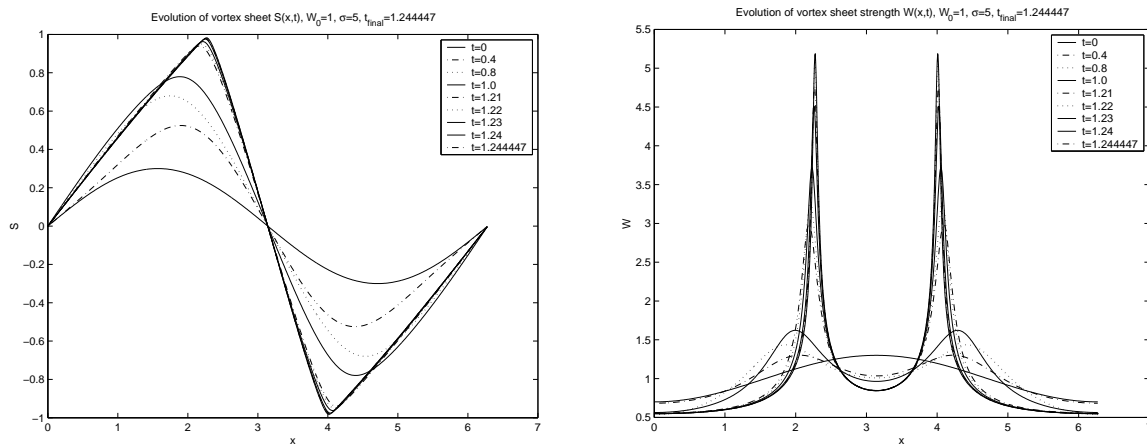 Evolution of vortex sheet S(x,t), W0=1, σ=5, tfinal=1.244447
1
0.8
0.6
0.4
0.2
0
−0.2
−0.4
−0.6
−0.8
−1
S
t=0
t=0.4
t=0.8
t=1.0
t=1.21
t=1.22
t=1.23
t=1.24
t=1.244447
0 1 2 3 4 5 6 7
x
Evolution of vortex sheet strength W(x,t), W0=1, σ=5, tfinal=1.244447
5.5
5
4.5
4
3.5
3
2.5
2
1.5
1
0.5
W
t=0
t=0.4
t=0.8
t=1.0
t=1.21
t=1.22
t=1.23
t=1.24
t=1.244447
0 1 2 3 4 5 6 7
x